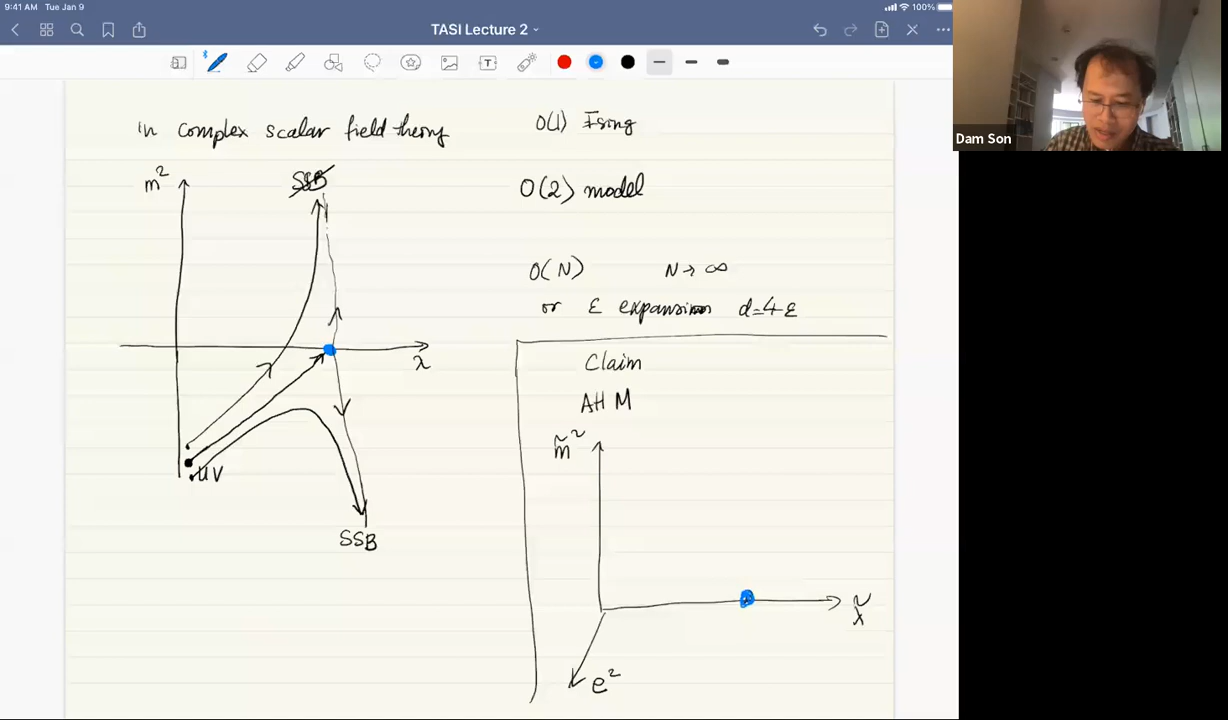 9:41 AM Tue Jan 9
100%
TASI Lecture 2
Dam Son
In complex scalar field theory
m²
SSB
λ
UV
SSB
O(1) Ising
O(2) model
O(N) N→∞
or ε expansion d=4-ε
Claim
AHM
m̃²
λ̃
e²